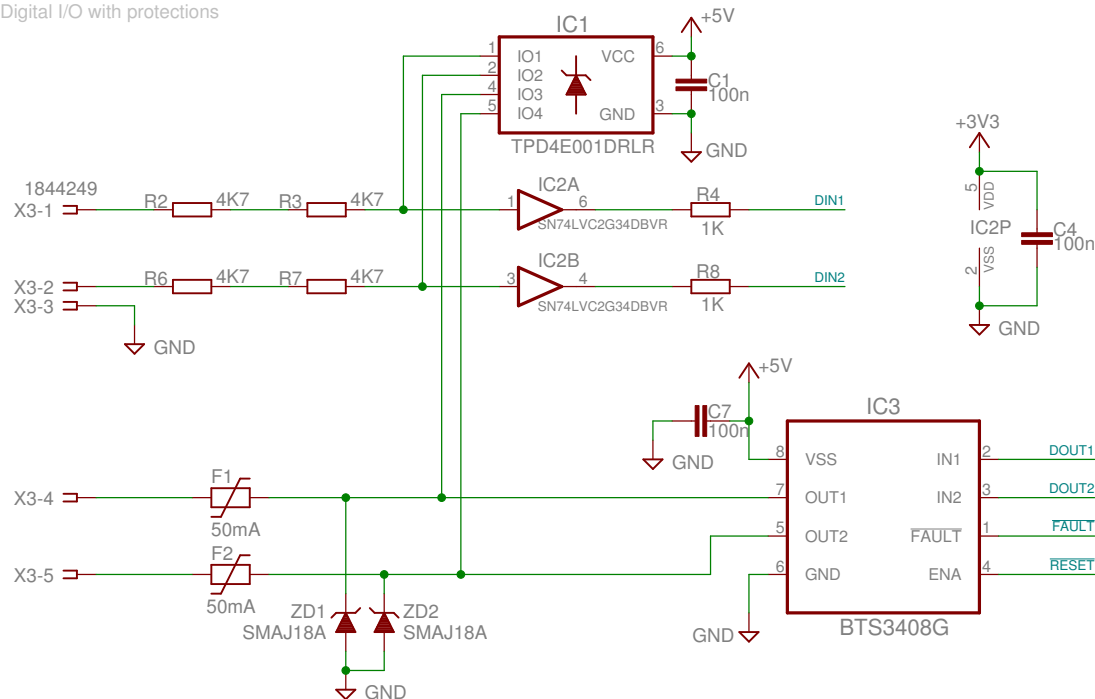 Digital I/O with protections
IC1
+5V
1 IO1 VCC 6
2 IO2
4 IO3
5 IO4 GND 3
C1
100n
TPD4E001DRLR
GND
+3V3
1844249
X3-1
R2 4K7
R3 4K7
IC2A
1 6
SN74LVC2G34DBVR
R4
1K
DIN1
5 VDD
IC2P
2 VSS
C4
100n
GND
X3-2
R6 4K7
R7 4K7
IC2B
3 4
SN74LVC2G34DBVR
R8
1K
DIN2
X3-3
GND
+5V
C7
100n
GND
IC3
8 VSS IN1 2 DOUT1
7 OUT1 IN2 3 DOUT2
5 OUT2 FAULT 1 FAULT
6 GND ENA 4 RESET
BTS3408G
GND
X3-4
F1
50mA
X3-5
F2
50mA
ZD1
SMAJ18A
ZD2
SMAJ18A
GND